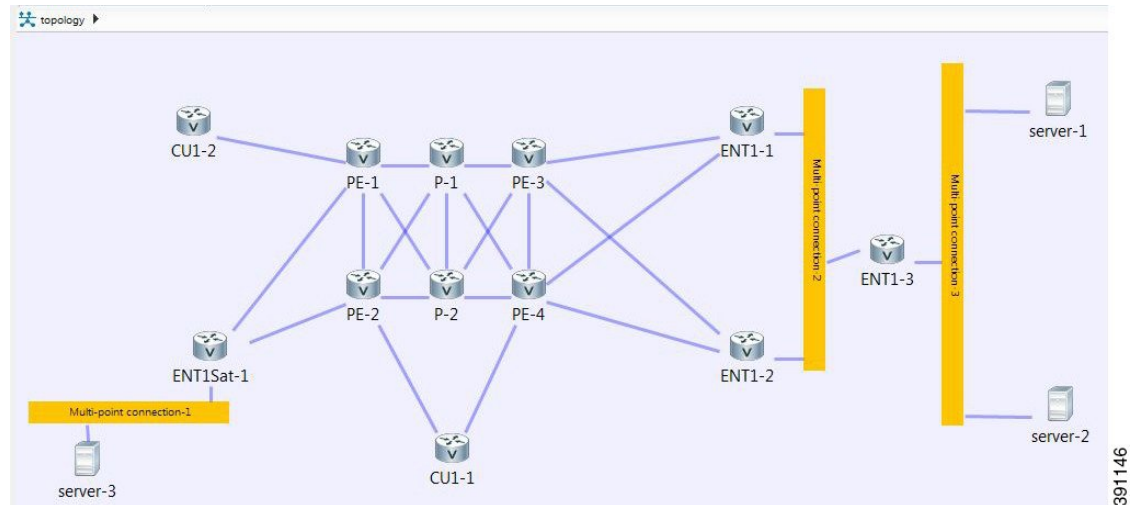 topology
server-1
CU1-2
ENT1-1
PE-1
P-1
PE-3
Multi-point connection-2
Multi-point connection-3
ENT1-3
PE-2
P-2
PE-4
ENT1Sat-1
ENT1-2
Multi-point connection-1
server-2
CU1-1
server-3
391146